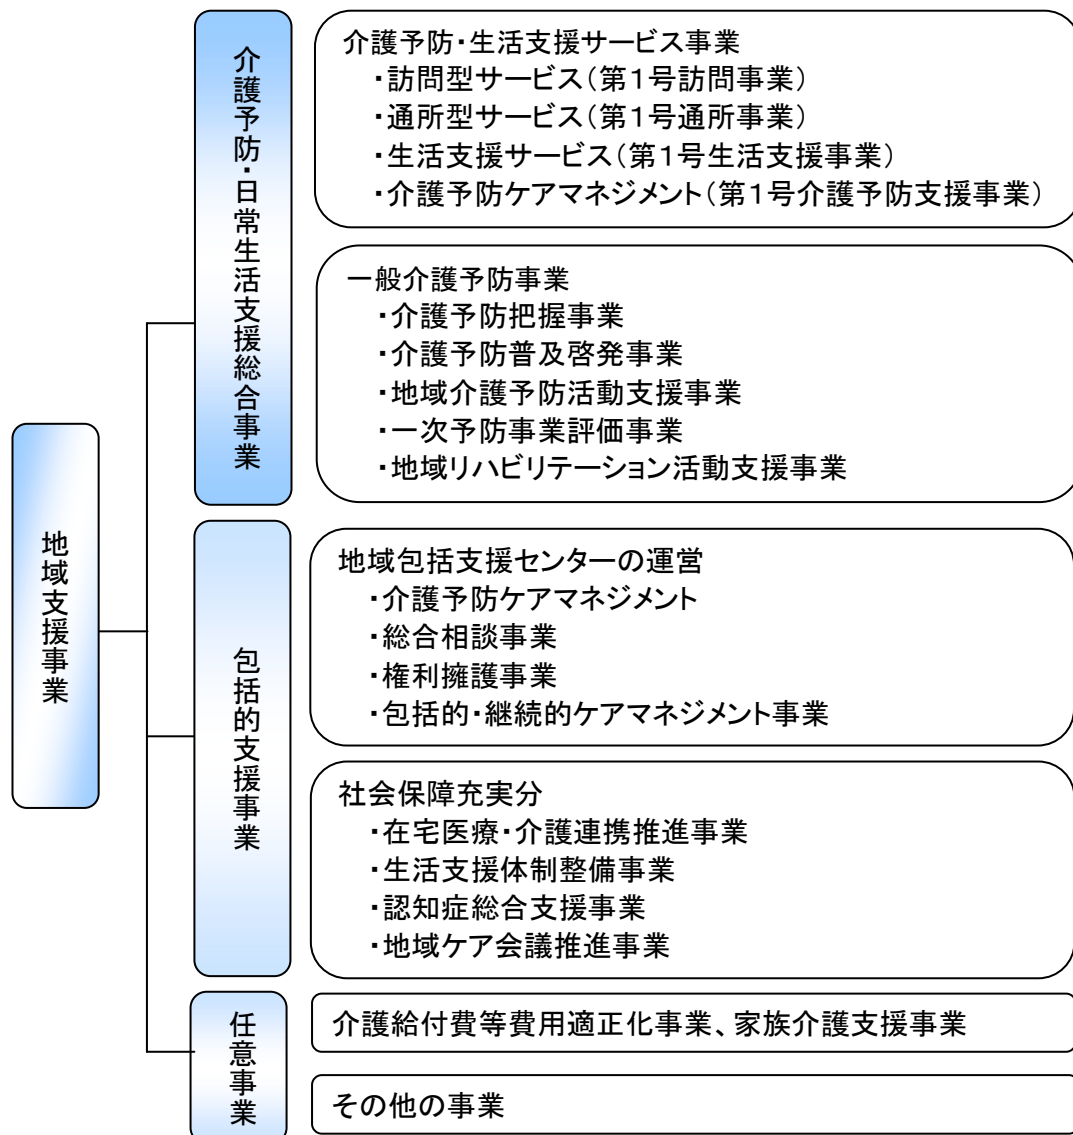 地域支援事業
介護予防・日常生活支援総合事業
介護予防・生活支援サービス事業
・訪問型サービス(第1号訪問事業)
・通所型サービス(第1号通所事業)
・生活支援サービス(第1号生活支援事業)
・介護予防ケアマネジメント(第1号介護予防支援事業)
一般介護予防事業
・介護予防把握事業
・介護予防普及啓発事業
・地域介護予防活動支援事業
・一次予防事業評価事業
・地域リハビリテーション活動支援事業
包括的支援事業
地域包括支援センターの運営
・介護予防ケアマネジメント
・総合相談事業
・権利擁護事業
・包括的・継続的ケアマネジメント事業
社会保障充実分
・在宅医療・介護連携推進事業
・生活支援体制整備事業
・認知症総合支援事業
・地域ケア会議推進事業
任意事業
介護給付費等費用適正化事業、家族介護支援事業
その他の事業